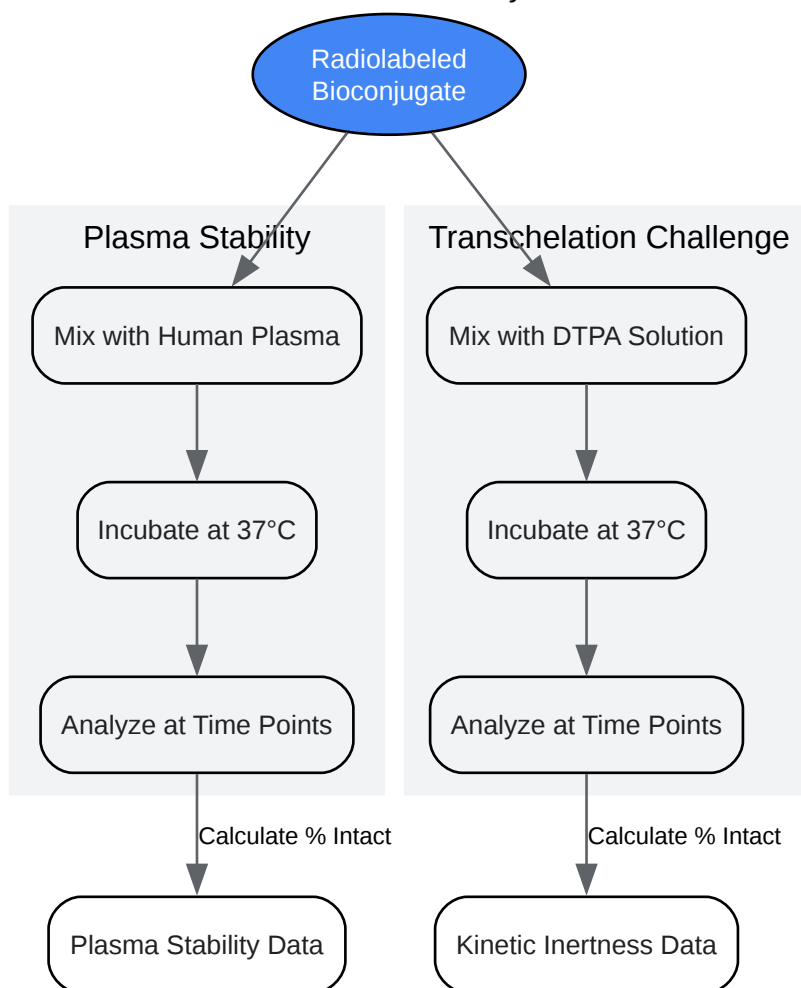 Radiolabeled
Bioconjugate
Plasma Stability
Transchelation Challenge
Mix with Human Plasma
Mix with DTPA Solution
Incubate at 37°C
Incubate at 37°C
Analyze at Time Points
Analyze at Time Points
Calculate % Intact
Calculate % Intact
Plasma Stability Data
Kinetic Inertness Data